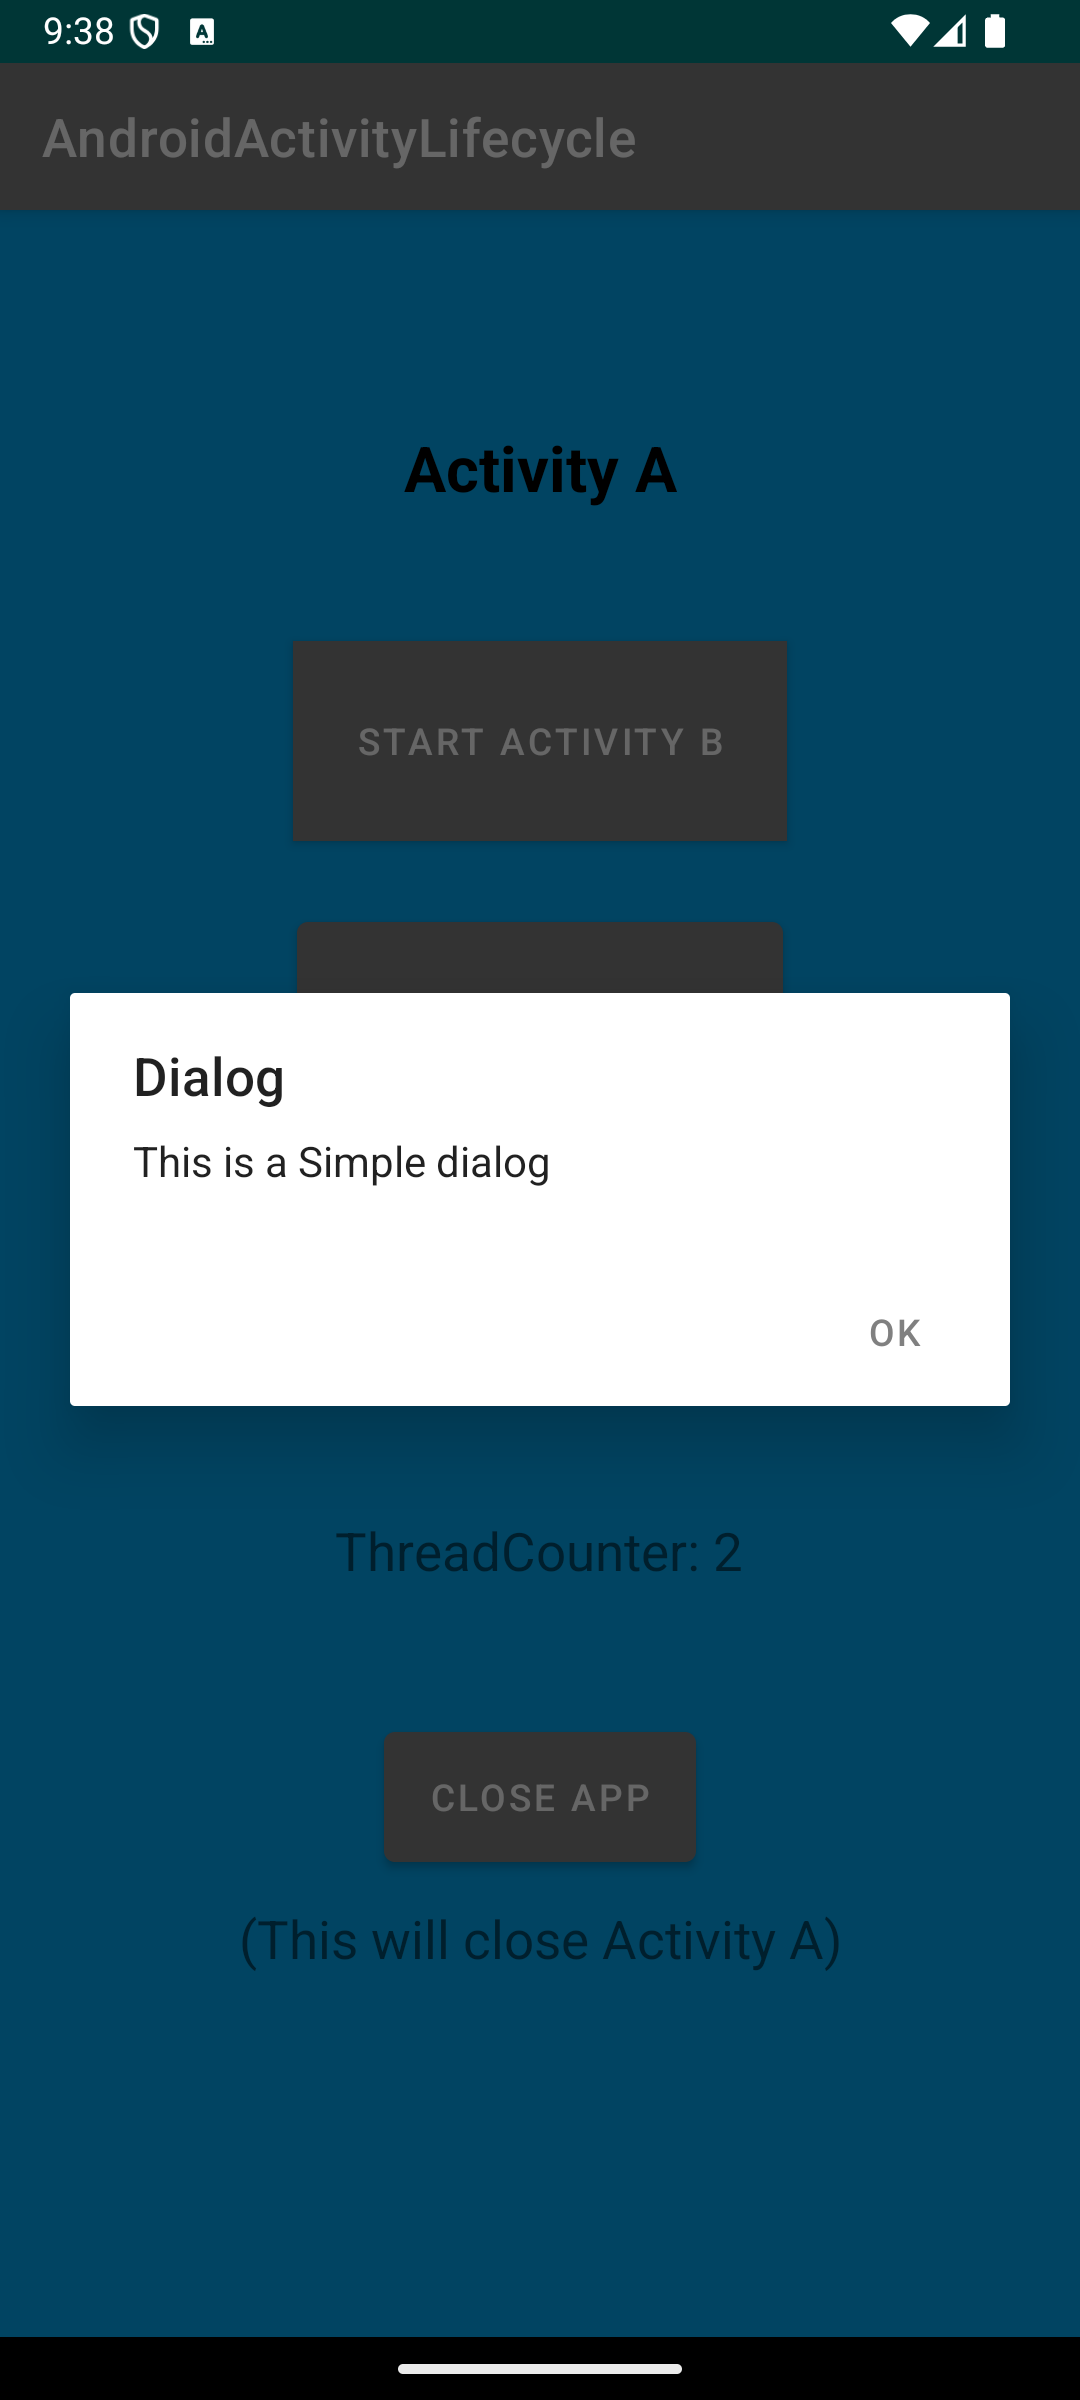 9:38
AndroidActivityLifecycle
Activity A
START ACTIVITY B
Dialog
This is a Simple dialog
OK
ThreadCounter: 2
CLOSE APP
(This will close Activity A)